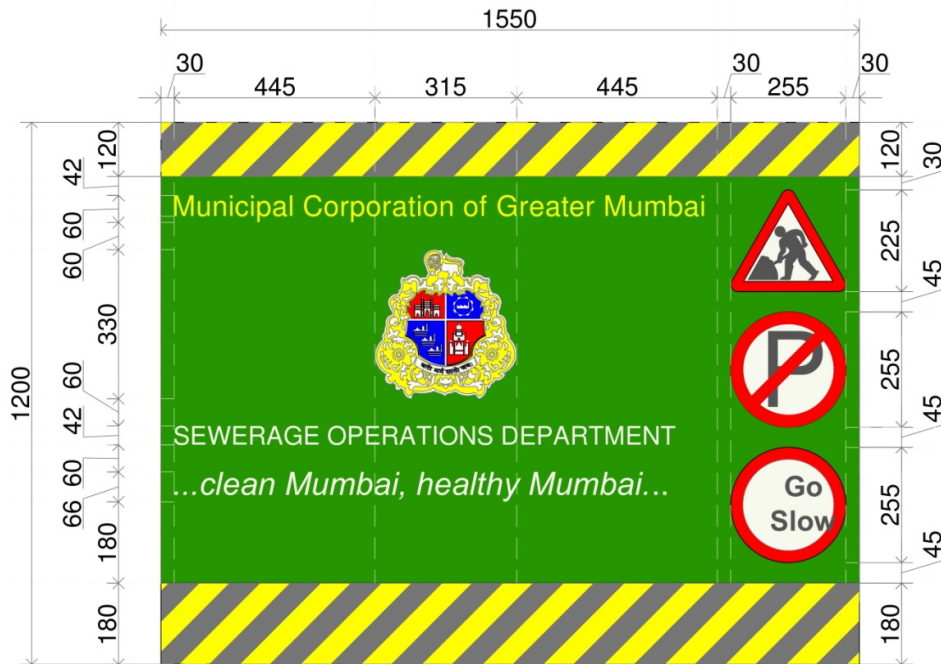 1550
30 30 30
445 315 445 255
1200
120
42
60
60
330
60
42
60
66
180
180
Municipal Corporation of Greater Mumbai
SEWERAGE OPERATIONS DEPARTMENT
...clean Mumbai, healthy Mumbai...
P
Go
Slow
120
30
225
45
255
45
255
45
180